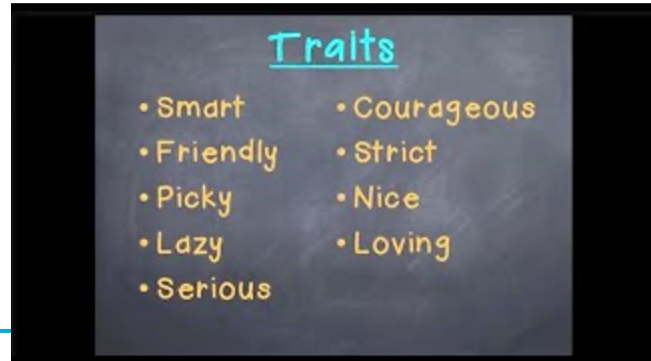 Traits
• Smart
• Friendly
• Picky
• Lazy
• Serious
• Courageous
• Strict
• Nice
• Loving